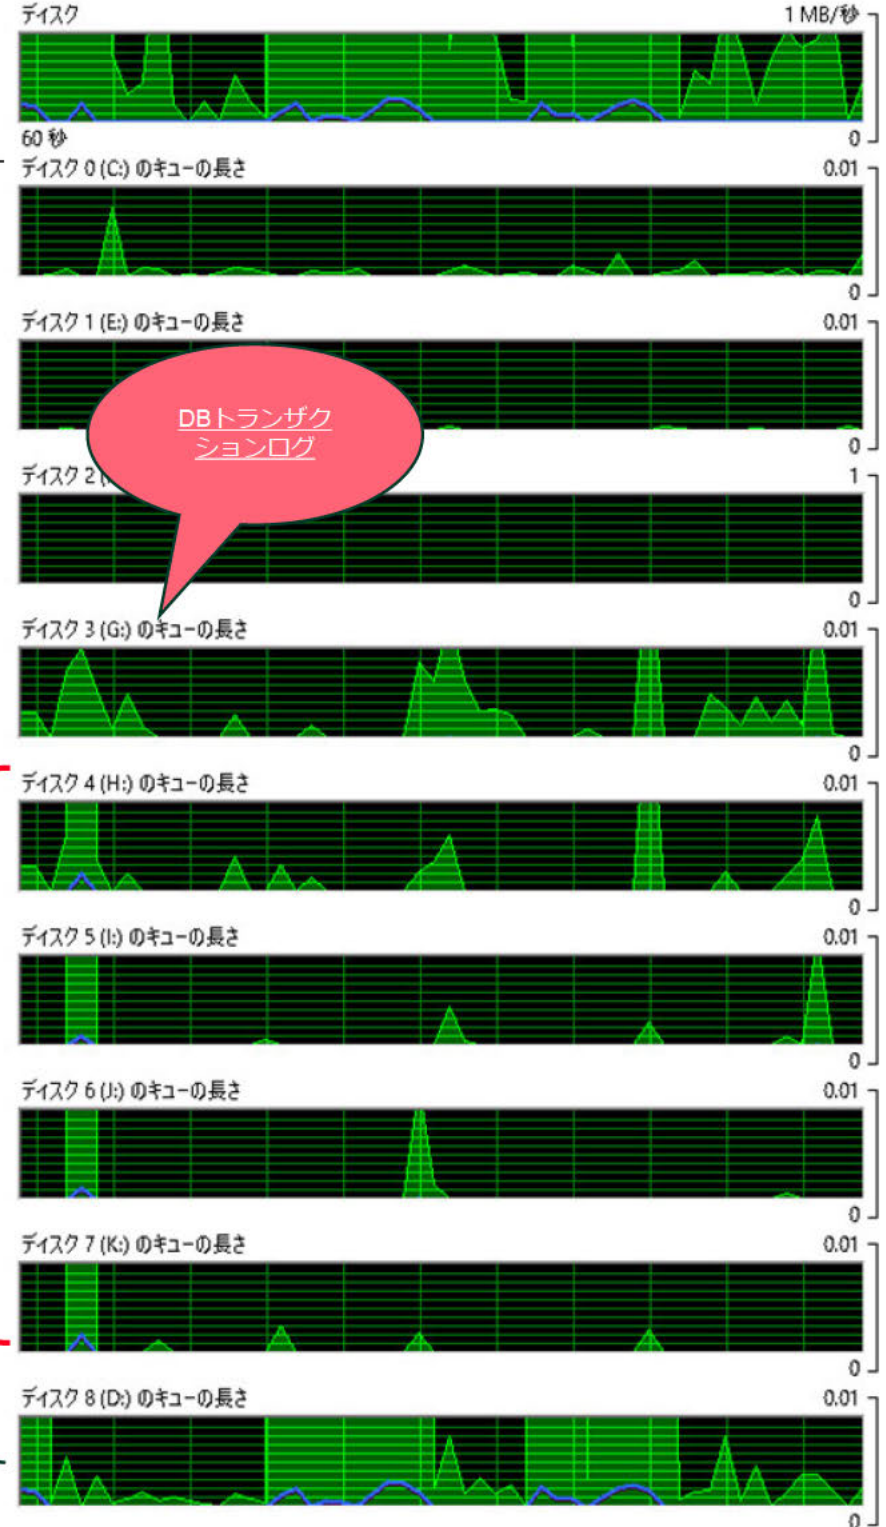 ディスク 1 MB/秒
60 秒 0
ディスク 0 (C:) のキューの長さ 0.01
0
ディスク 1 (E:) のキューの長さ 0.01
0
DBトランザク
ションログ
ディスク 2 ( 1
0
ディスク 3 (G:) のキューの長さ 0.01
0
ディスク 4 (H:) のキューの長さ 0.01
0
ディスク 5 (I:) のキューの長さ 0.01
0
ディスク 6 (J:) のキューの長さ 0.01
0
ディスク 7 (K:) のキューの長さ 0.01
0
ディスク 8 (D:) のキューの長さ 0.01
0